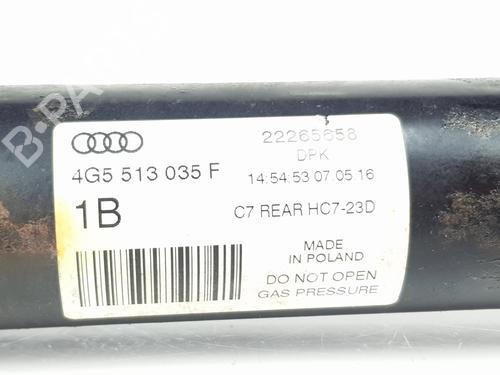 B-PARTS
4G5 513 035 F
1B
22265658
DPK
14:54:53 07.05.16
C7 REAR HC7-23D
MADE
IN POLAND
DO NOT OPEN
GAS PRESSURE